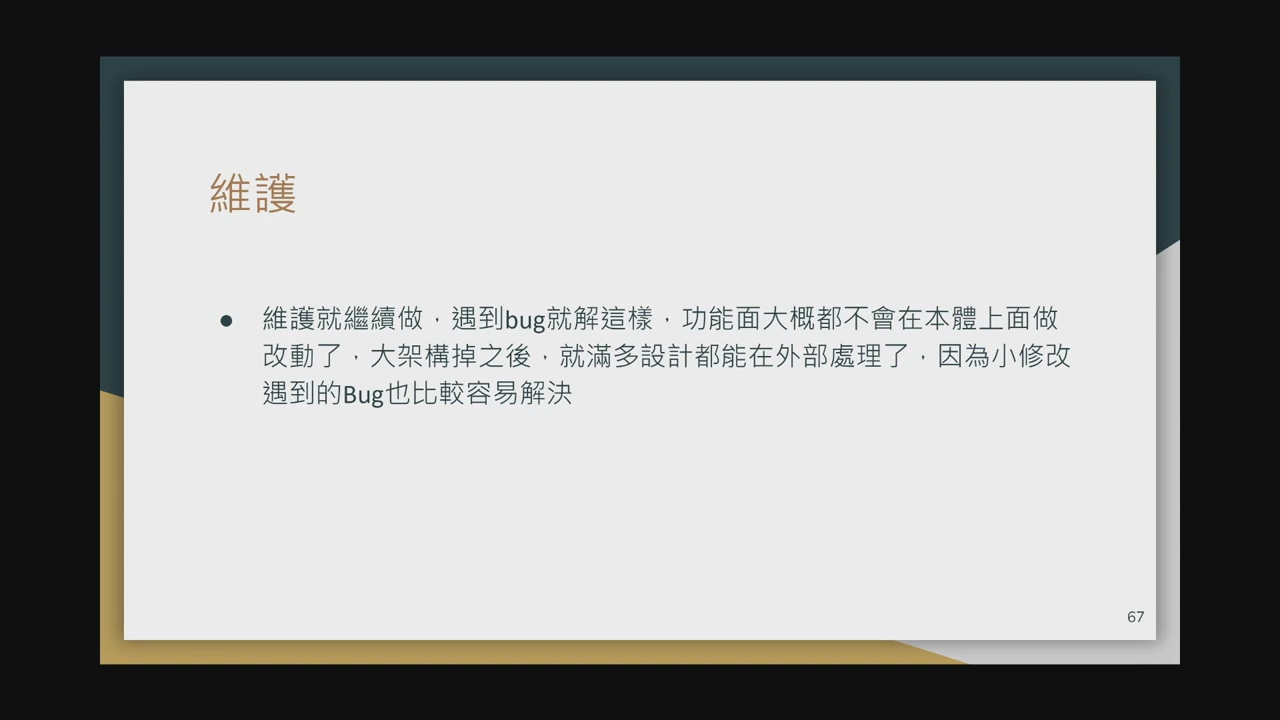 維護
● 維護就繼續做，遇到bug就解這樣，功能面大概都不會在本體上面做
改動了，大架構掉之後，就滿多設計都能在外部處理了，因為小修改
遇到的Bug也比較容易解決
67